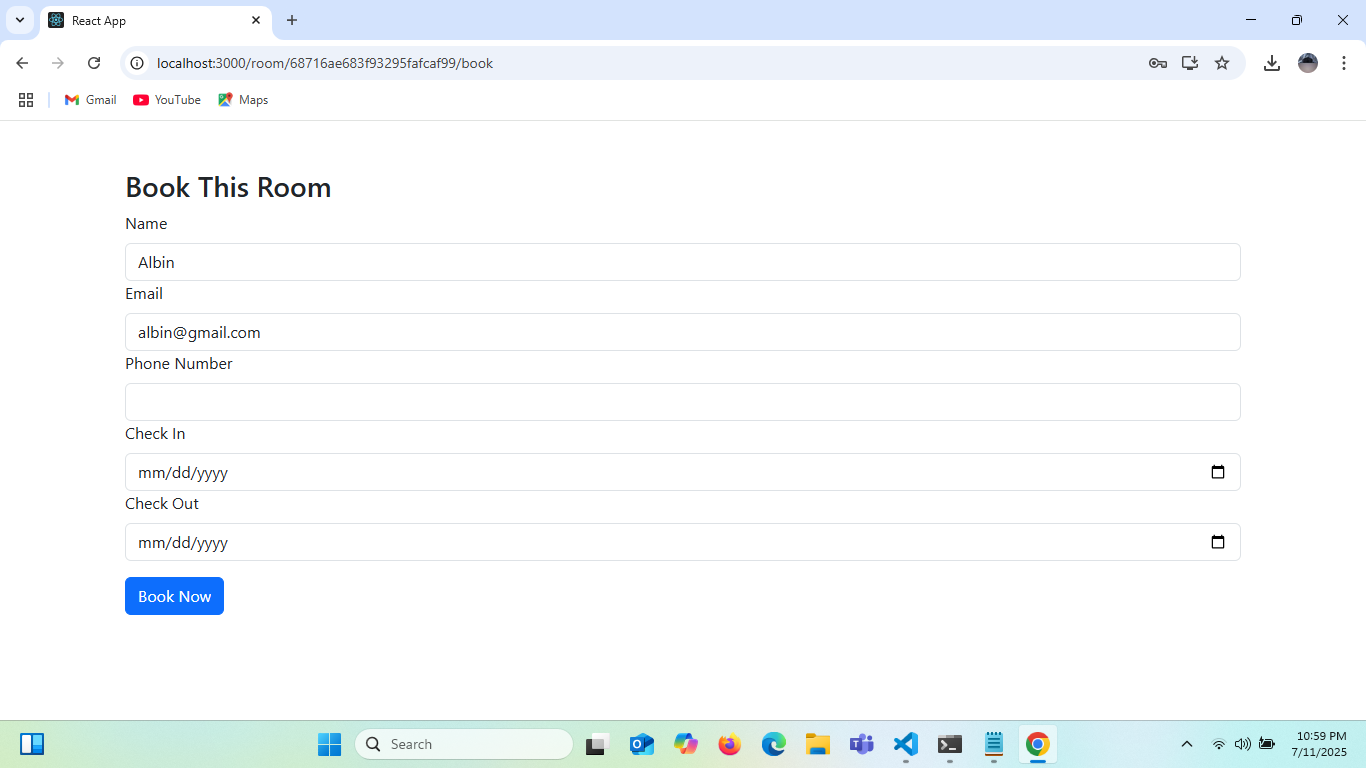 React App
localhost:3000/room/68716ae683f93295fafcaf99/book
Gmail YouTube Maps
Book This Room
Name
Albin
Email
albin@gmail.com
Phone Number
Check In
mm/dd/yyyy
Check Out
mm/dd/yyyy
Book Now
Search
10:59 PM
7/11/2025